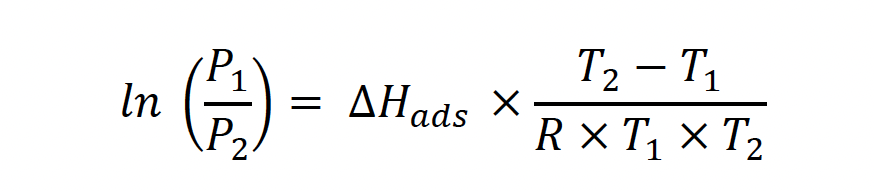 ln (P₁/P₂) = ΔH_ads × (T₂ − T₁)/(R × T₁ × T₂)